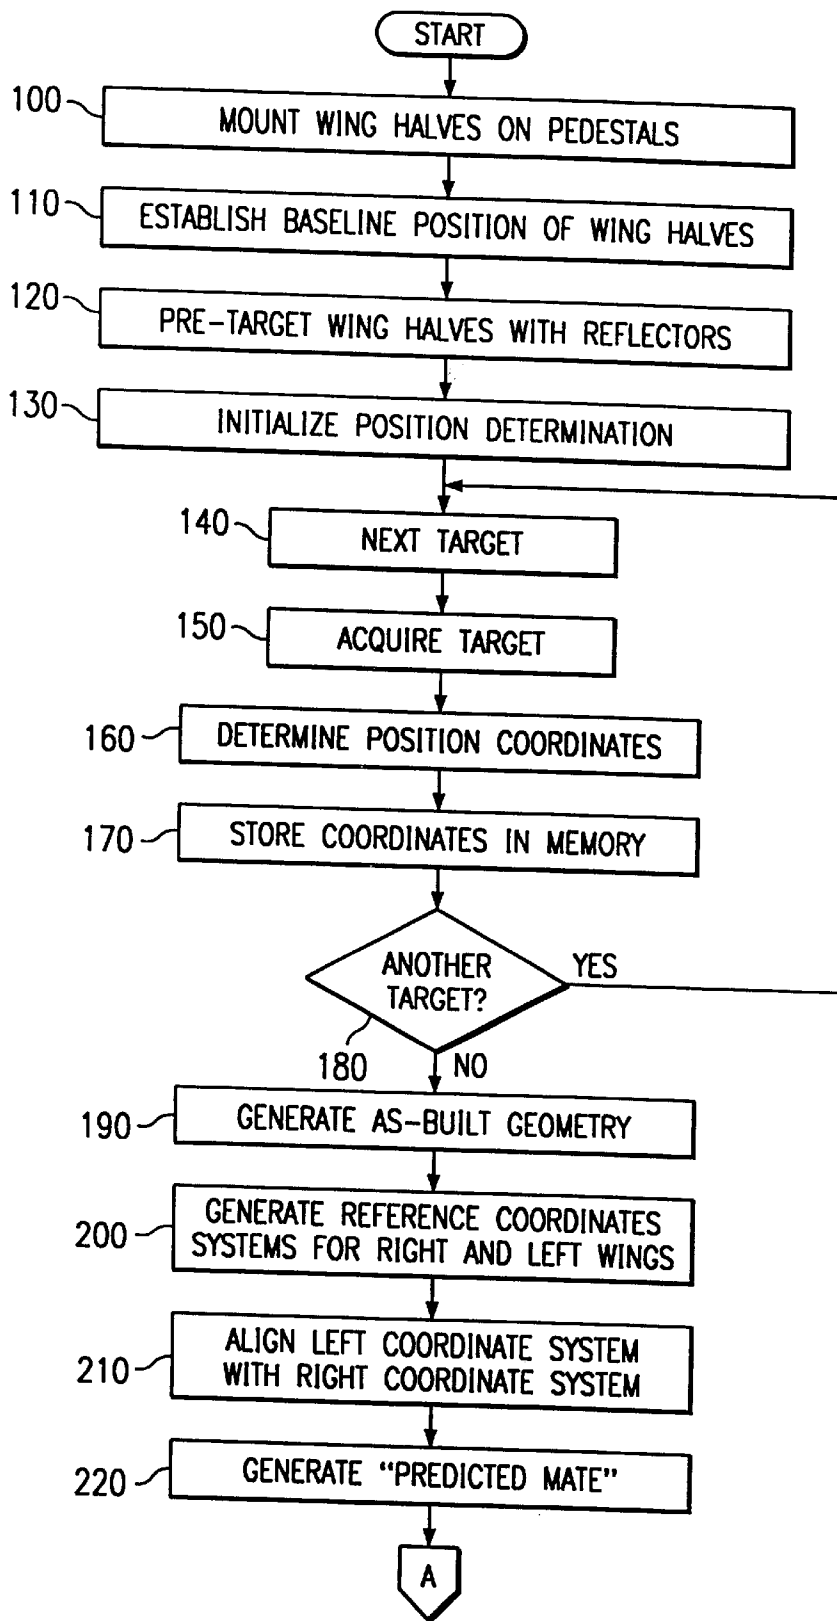 START
100
MOUNT WING HALVES ON PEDESTALS
110
ESTABLISH BASELINE POSITION OF WING HALVES
120
PRE-TARGET WING HALVES WITH REFLECTORS
130
INITIALIZE POSITION DETERMINATION
140
NEXT TARGET
150
ACQUIRE TARGET
160
DETERMINE POSITION COORDINATES
170
STORE COORDINATES IN MEMORY
ANOTHER
TARGET?
YES
180
NO
190
GENERATE AS-BUILT GEOMETRY
200
GENERATE REFERENCE COORDINATES
SYSTEMS FOR RIGHT AND LEFT WINGS
210
ALIGN LEFT COORDINATE SYSTEM
WITH RIGHT COORDINATE SYSTEM
220
GENERATE “PREDICTED MATE”
A